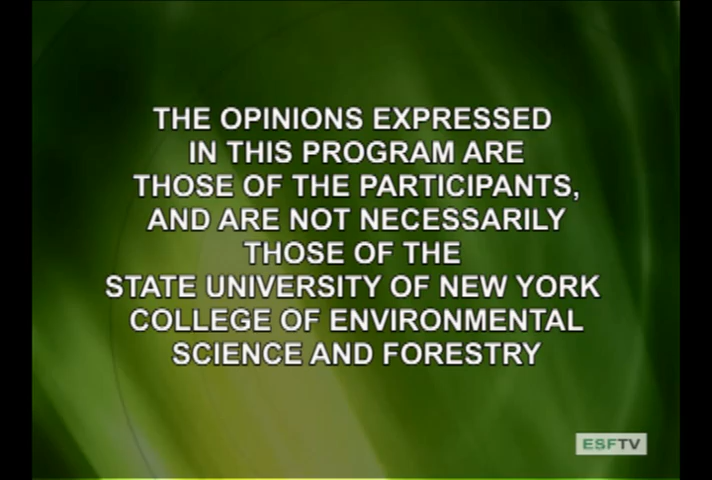 THE OPINIONS EXPRESSED
IN THIS PROGRAM ARE
THOSE OF THE PARTICIPANTS,
AND ARE NOT NECESSARILY
THOSE OF THE
STATE UNIVERSITY OF NEW YORK
COLLEGE OF ENVIRONMENTAL
SCIENCE AND FORESTRY
ESFTV